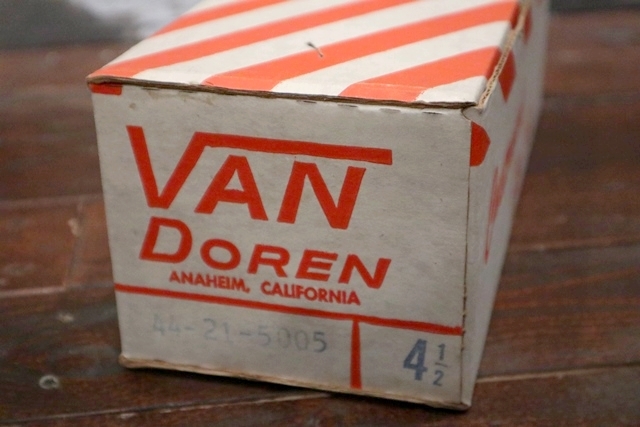 VAN
DOREN
ANAHEIM, CALIFORNIA
44-21-5005
4 1/2